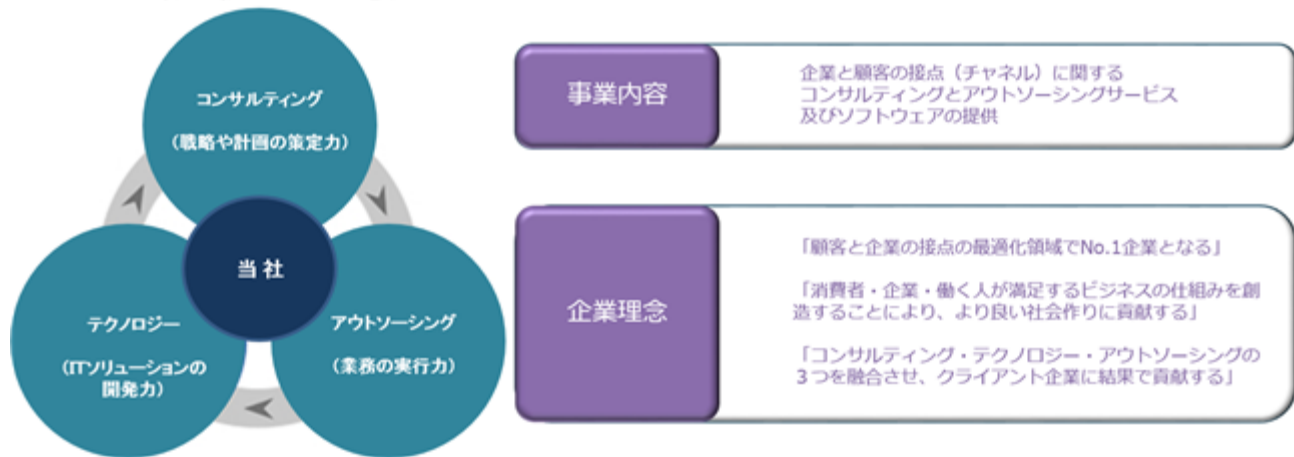 コンサルティング
(戦略や計画の策定力)
当社
テクノロジー
(ITソリューションの
開発力)
アウトソーシング
(業務の実行力)
事業内容
企業と顧客の接点(チャネル)に関する
コンサルティングとアウトソーシングサービス
及びソフトウェアの提供
企業理念
「顧客と企業の接点の最適化領域でNo.1企業となる」
「消費者・企業・働く人が満足するビジネスの仕組みを創
造することにより、より良い社会作りに貢献する」
「コンサルティング・テクノロジー・アウトソーシングの
3つを融合させ、クライアント企業に結果で貢献する」